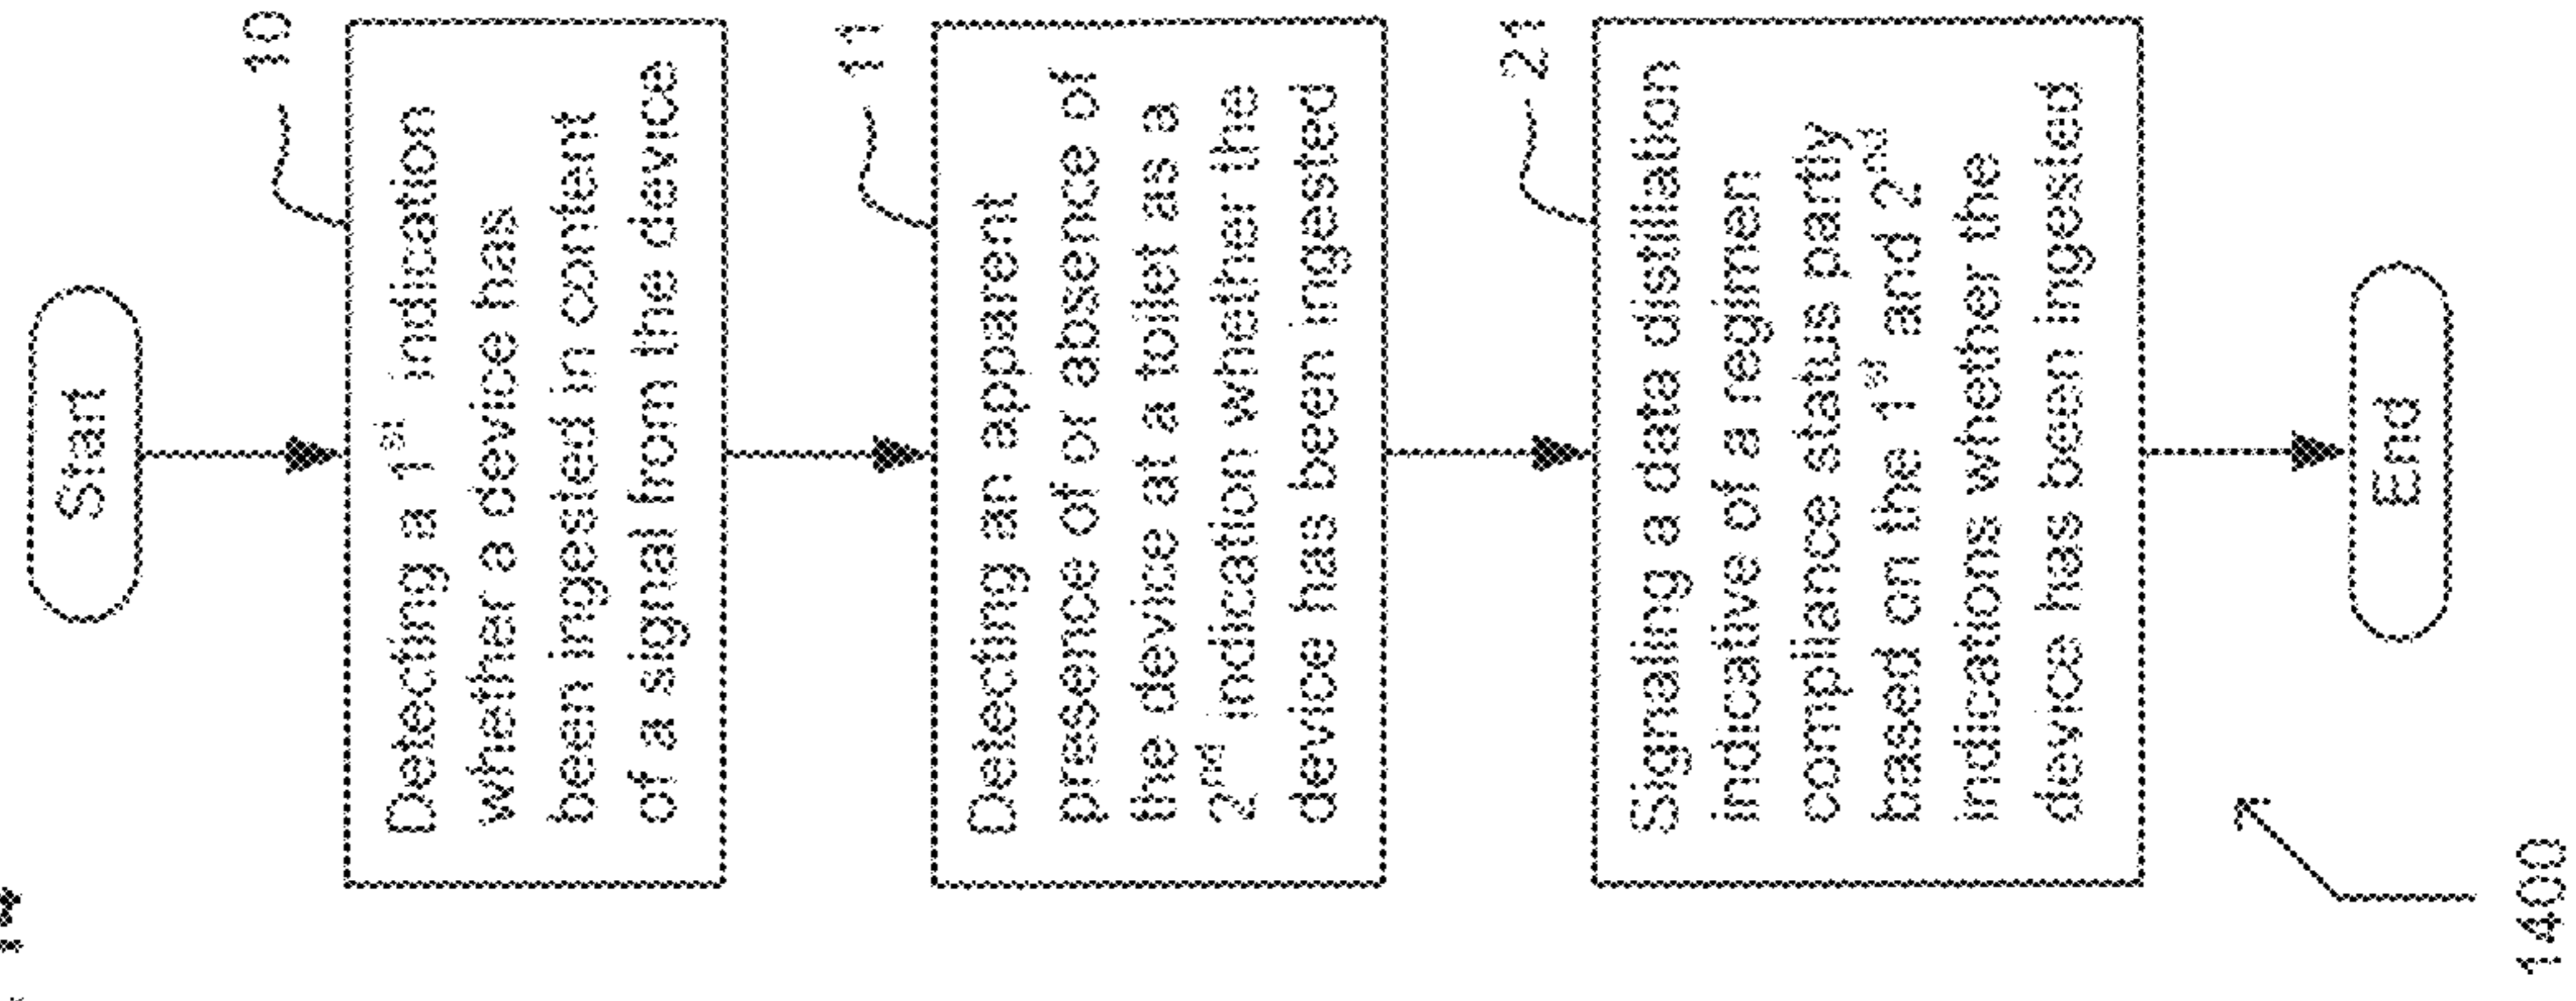 Start
10
Detecting a 1st indication
whether a device has
been ingested in content
of a signal from the device
11
Detecting an apparent
presence of or absence of
the device at a toilet as a
2nd indication whether the
device has been ingested
21
Signaling a data distillation
indicative of a regimen
compliance status partly
based on the 1st and 2nd
indications whether the
device has been ingested
End
1400